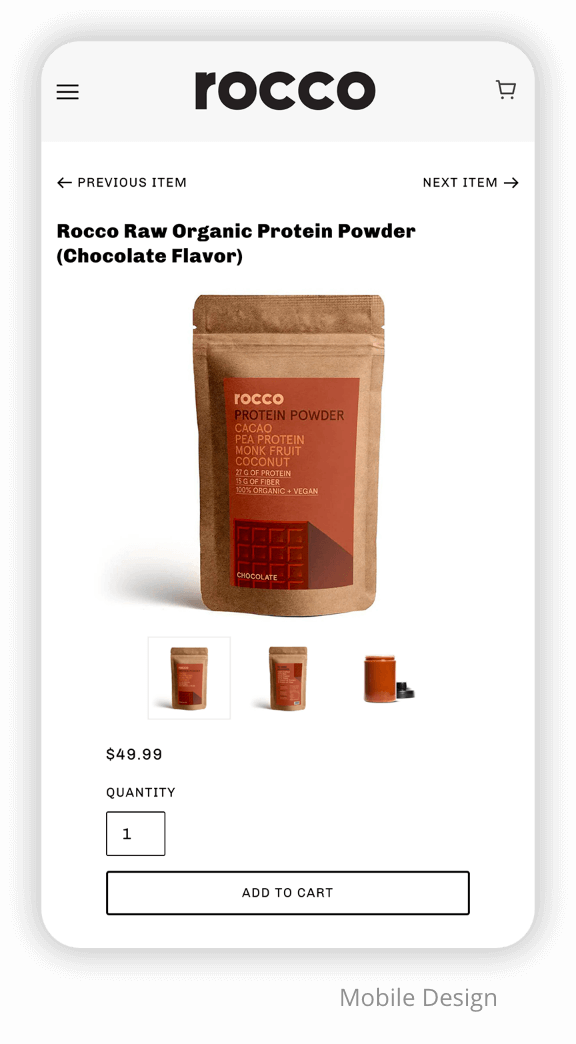 rocco
PREVIOUS ITEM
NEXT ITEM
Rocco Raw Organic Protein Powder
(Chocolate Flavor)
rocco
PROTEIN POWDER
CACAO
PEA PROTEIN
MONK FRUIT
COCONUT
27 G OF PROTEIN
15 G OF FIBER
100% ORGANIC + VEGAN
CHOCOLATE
$49.99
QUANTITY
1
ADD TO CART
Mobile Design